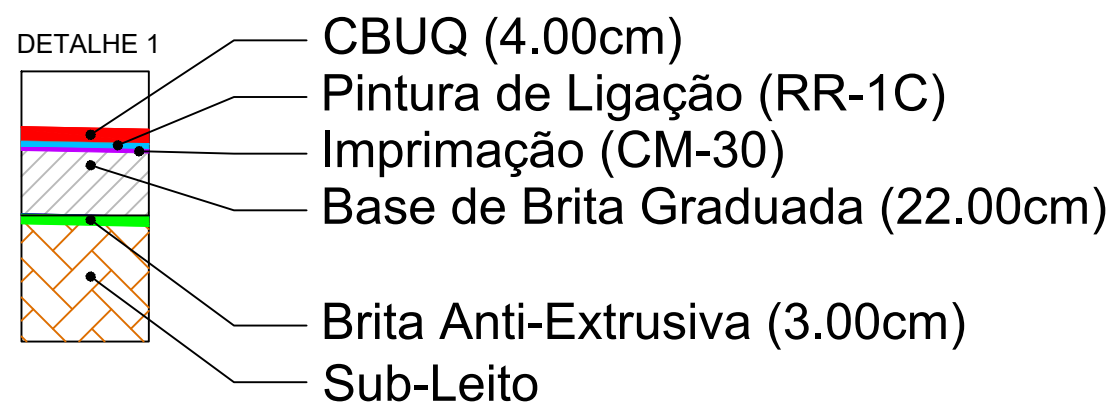 DETALHE 1
CBUQ (4.00cm)
Pintura de Ligação (RR-1C)
Imprimação (CM-30)
Base de Brita Graduada (22.00cm)
Brita Anti-Extrusiva (3.00cm)
Sub-Leito